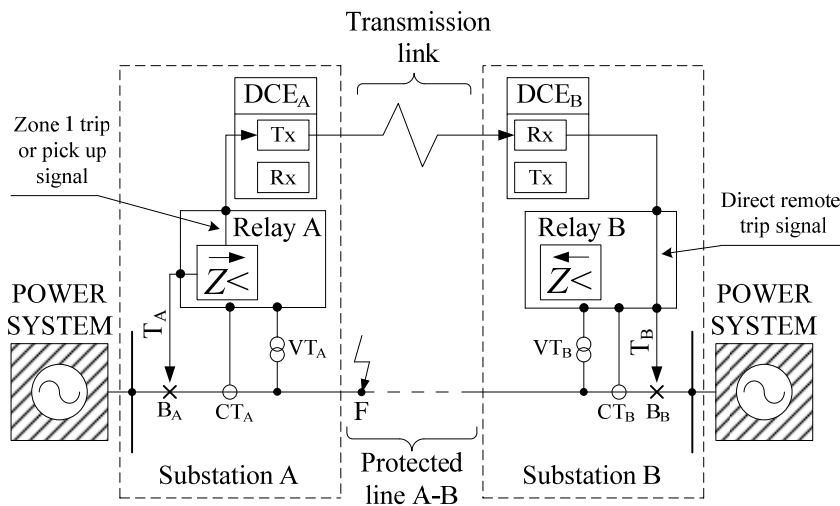 Transmission
link
DCEA
Tx
Rx
DCEB
Rx
Tx
Zone 1 trip
or pick up
signal
Relay A
Z<
Relay B
Z<
Direct remote
trip signal
POWER
SYSTEM
TA
VTA
BA
CTA
F
VTB
TB
CTB
BB
POWER
SYSTEM
Substation A
Protected
line A-B
Substation B